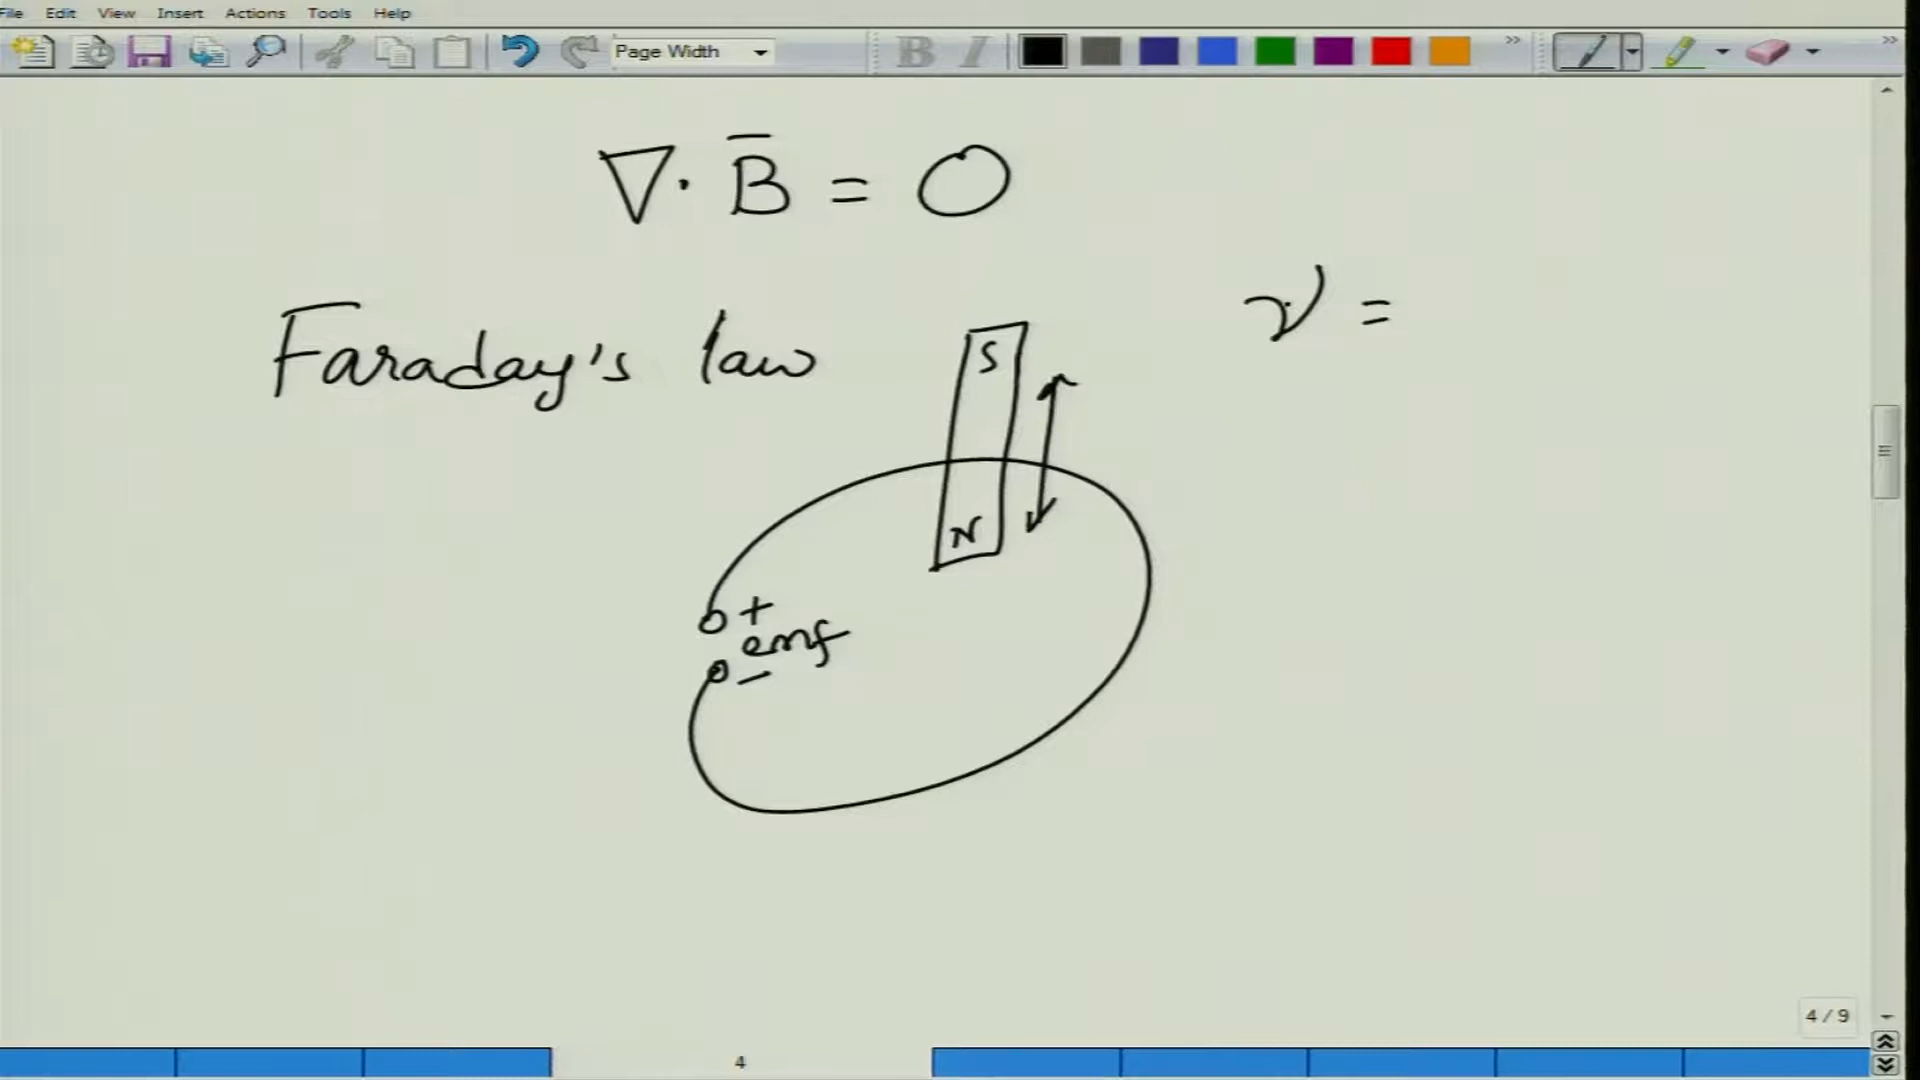 File Edit View Insert Actions Tools Help
Page Width
B I
∇· B̅ = 0
Faraday's law
v =
S
N
+
emf
−
4 / 9
4